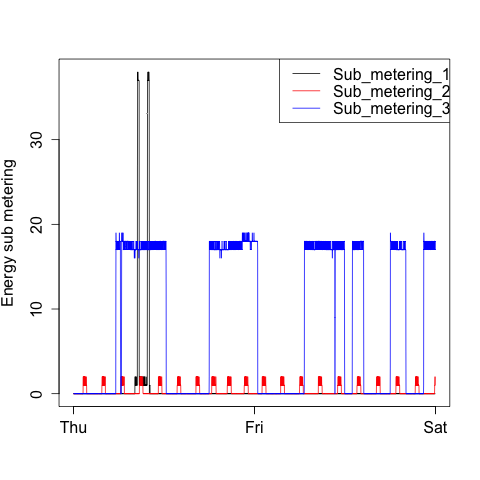 Sub_metering_1
Sub_metering_2
Sub_metering_3
Energy sub metering
30
20
10
0
Thu Fri Sat